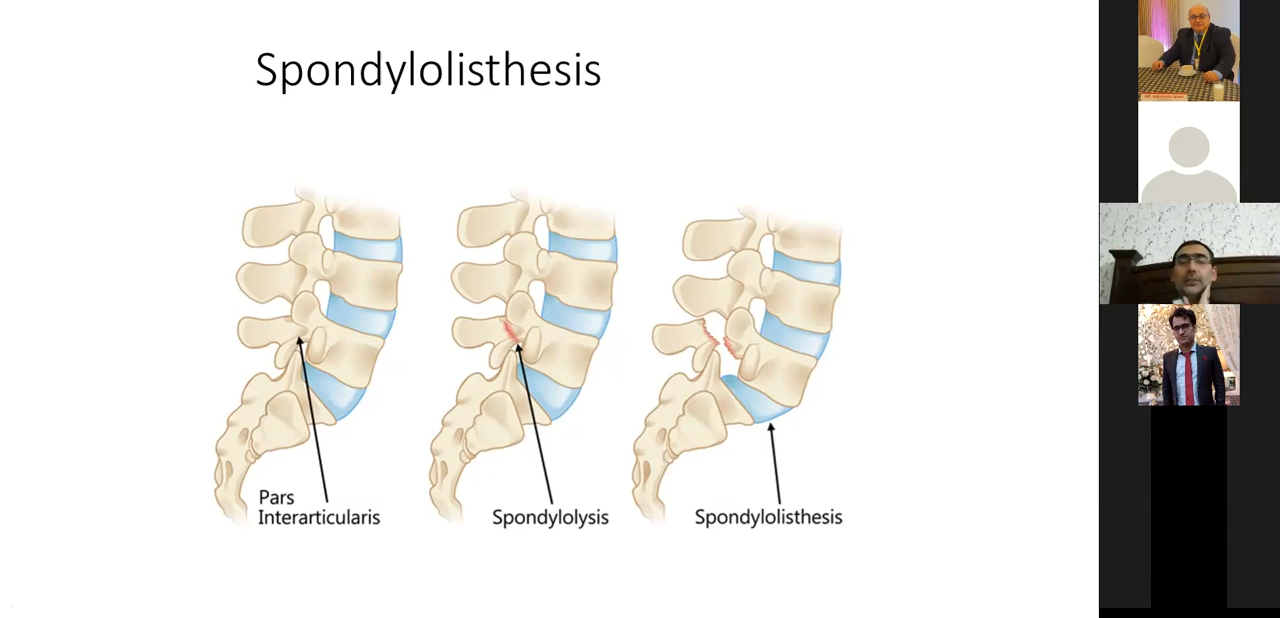 Spondylolisthesis
Pars
Interarticularis
Spondylolysis
Spondylolisthesis